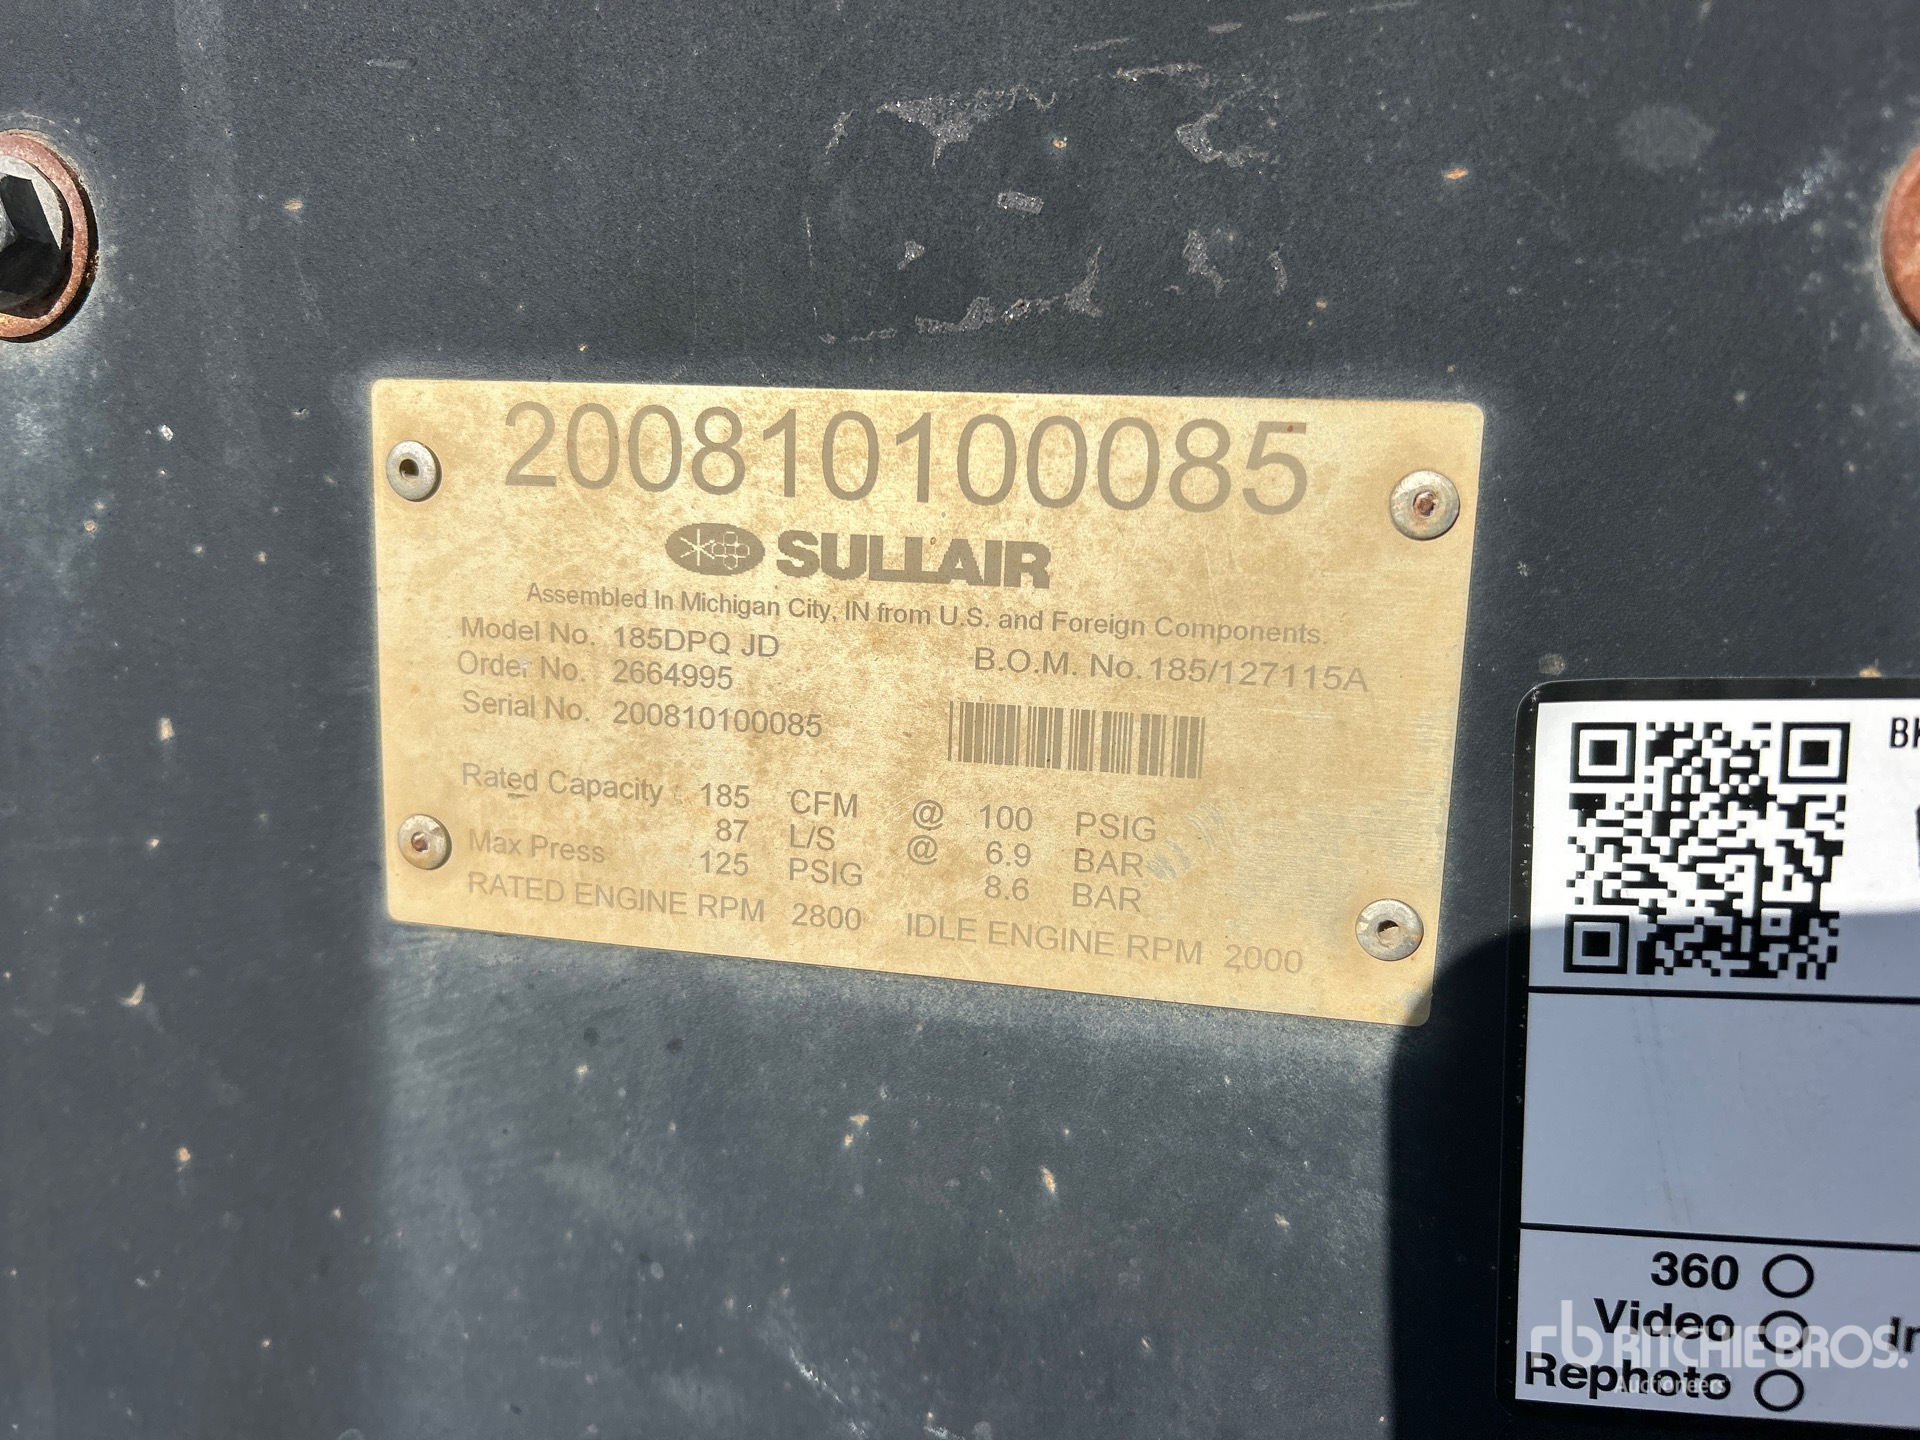 200810100085
SULLAIR
Assembled In Michigan City, IN from U.S. and Foreign Components.
Model No. 185DPQ JD
B.O.M. No. 185/127115A
Order No. 2664995
Serial No. 200810100085
Rated Capacity 185 CFM @ 100 PSIG
87 L/S @ 6.9 BAR
Max Press 125 PSIG 8.6 BAR
RATED ENGINE RPM 2800 IDLE ENGINE RPM 2000
360
Video
Rephoto
rb RITCHIE BROS.
Auctioneers